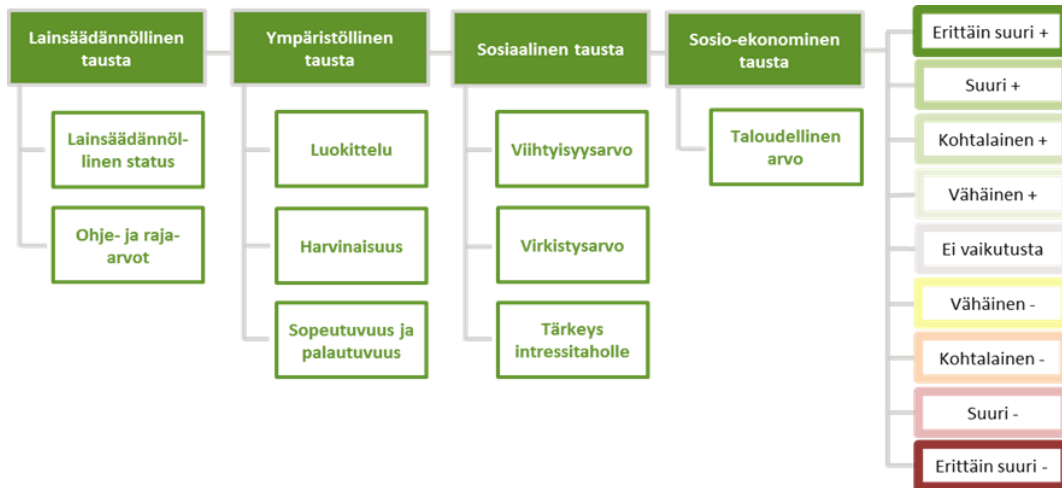 Lainsäädännöllinen
tausta
Lainsäädännöl-
linen status
Ohje- ja raja-
arvot
Ympäristöllinen
tausta
Luokittelu
Harvinaisuus
Sopeutuvuus ja
palautuvuus
Sosiaalinen tausta
Viihtyisyysarvo
Virkistysarvo
Tärkeys
intressitaholle
Sosio-ekonominen
tausta
Taloudellinen
arvo
Erittäin suuri +
Suuri +
Kohtalainen +
Vähäinen +
Ei vaikutusta
Vähäinen -
Kohtalainen -
Suuri -
Erittäin suuri -